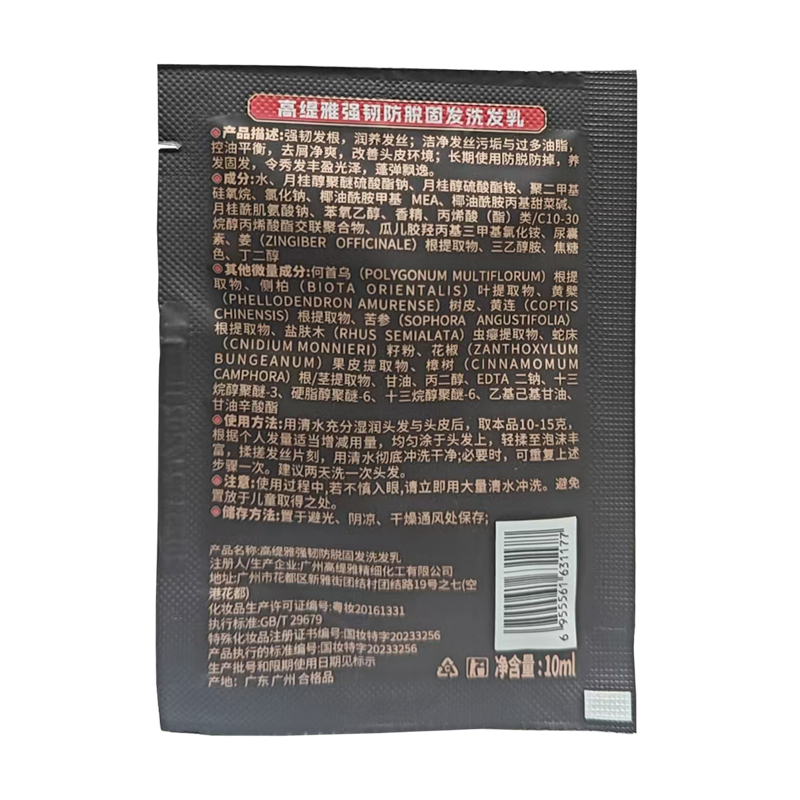 高缇雅强韧防脱固发洗发乳
产品描述:强韧发根，润养发丝；洁净发丝污垢与过多油脂，
控油平衡，去屑净爽，改善头皮环境；长期使用防脱防掉，养
发固发，令秀发丰盈光泽，蓬弹飘逸。
成分:水、月桂醇聚醚硫酸酯钠、月桂醇硫酸酯铵、聚二甲基
硅氧烷、氯化钠、椰油酰胺甲基 MEA、椰油酰胺丙基甜菜碱、
月桂酰肌氨酸钠、苯氧乙醇、香精、丙烯酸（酯）类/C10-30
烷醇丙烯酸酯交联聚合物、瓜儿胶羟丙基三甲基氯化铵、尿囊
素、姜（ZINGIBER OFFICINALE）根提取物、三乙醇胺、焦糖
色、丁二醇
其他微量成分:何首乌（POLYGONUM MULTIFLORUM）根提
取物、侧柏（BIOTA ORIENTALIS）叶提取物、黄檗
（PHELLODENDRON AMURENSE）树皮、黄连（COPTIS
CHINENSIS）根提取物、苦参（SOPHORA ANGUSTIFOLIA）
根提取物、盐肤木（RHUS SEMIALATA）虫瘿提取物、蛇床
（CNIDIUM MONNIERI）籽粉、花椒（ZANTHOXYLUM
BUNGEANUM）果皮提取物、樟树（CINNAMOMUM
CAMPHORA）根/茎提取物、甘油、丙二醇、EDTA 二钠、十三
烷醇聚醚-3、硬脂醇聚醚-6、十三烷醇聚醚-6、乙基己基甘油、
甘油辛酸酯
使用方法:用清水充分湿润头发与头皮后，取本品10-15克，
根据个人发量适当增减用量，均匀涂于头发上，轻揉至泡沫丰
富，揉搓发丝片刻，用清水彻底冲洗干净;必要时，可重复上述
步骤一次。建议两天洗一次头发。
注意:使用过程中,若不慎入眼,请立即用大量清水冲洗。避免
置放于儿童取得之处。
储存方法:置于避光、阴凉、干燥通风处保存;
产品名称:高缇雅强韧防脱固发洗发乳
注册人/生产企业:广州高缇雅精细化工有限公司
地址:广州市花都区新雅街团结村团结路19号之七(空
港花都)
化妆品生产许可证编号:粤妆20161331
执行标准:GB/T 29679
特殊化妆品注册证书编号:国妆特字20233256
产品执行的标准编号:国妆特字20233256
生产批号和限期使用日期见标示
产地: 广东 广州 合格品
净含量:10ml
6 955561 631177